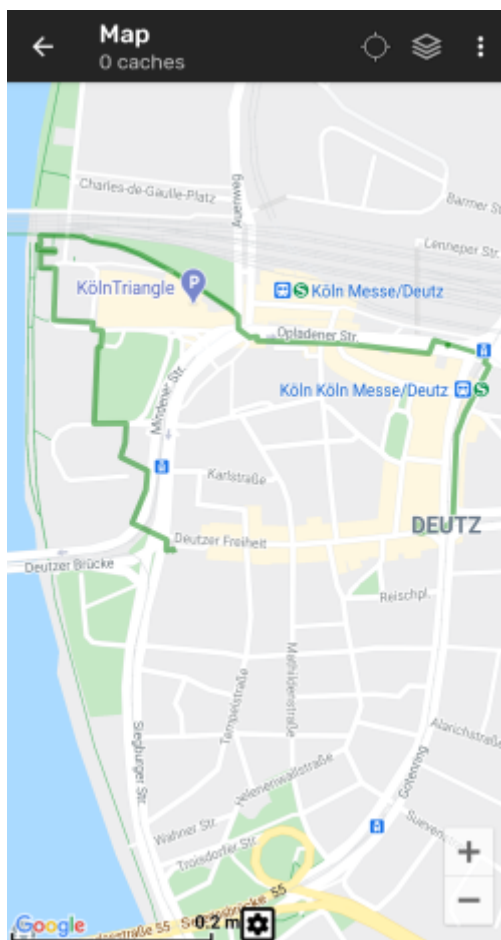 Map
0 caches
Charles-de-Gaulle-Platz
Auenweg
Barmer St
Lenneper Str
KölnTriangle
P
S Köln Messe/Deutz
Opladener Str.
Köln Köln Messe/Deutz S
Mindener Str.
Karlstraße
DEUTZ
Deutzer Freiheit
Deutzer Brücke
Reischpl.
Tempelstraße
Mathildenstraße
Siegburger Str.
Alarichstraße
Gotenring
Helenenwallstraße
Suevenst
Wahner Str.
Troisdorfer Str.
+
−
Google
0.2 m